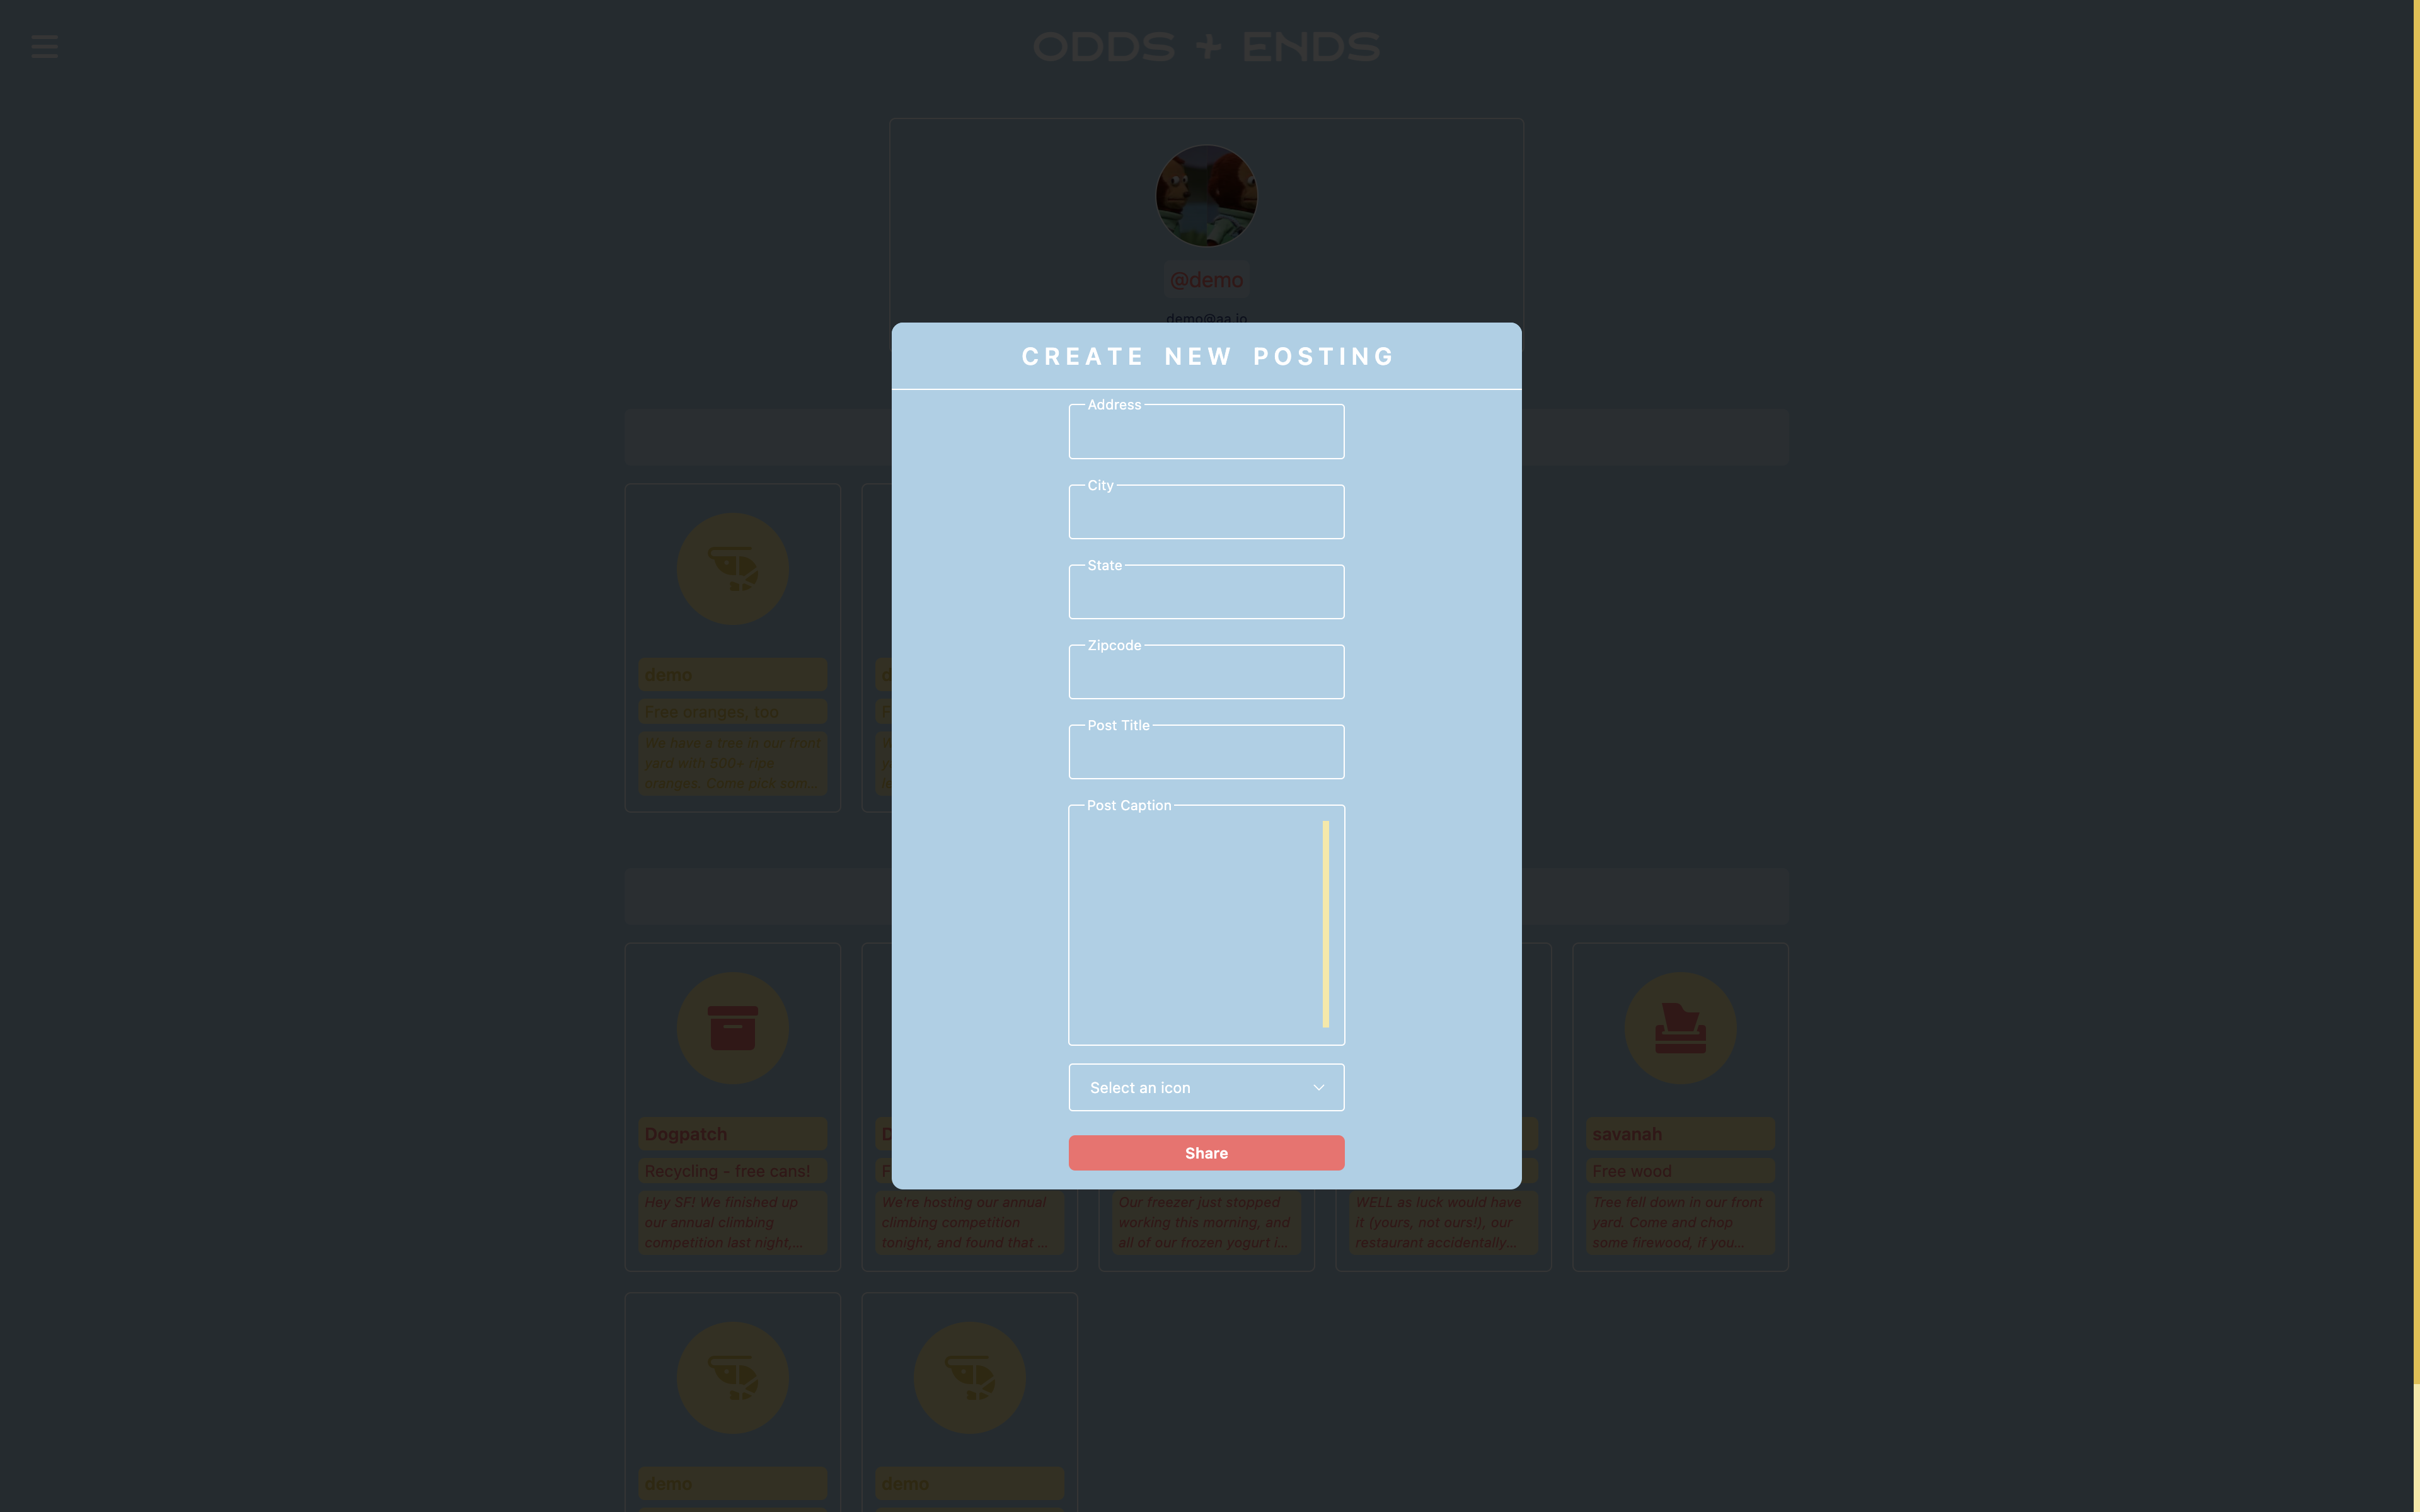 ODDS + ENDS
@demo
demo@aa.io
CREATE NEW POSTING
Address
City
State
Zipcode
Post Title
Post Caption
Select an icon
Share
demo
Free oranges, too
We have a tree in our front
yard with 500+ ripe
oranges. Come pick som...
Dogpatch
Recycling - free cans!
Hey SF! We finished up
our annual climbing
competition last night,...
We're hosting our annual
climbing competition
tonight, and found that ...
Our freezer just stopped
working this morning, and
all of our frozen yogurt i...
WELL as luck would have
it (yours, not ours!), our
restaurant accidentally...
savanah
Free wood
Tree fell down in our front
yard. Come and chop
some firewood, if you...
demo
demo